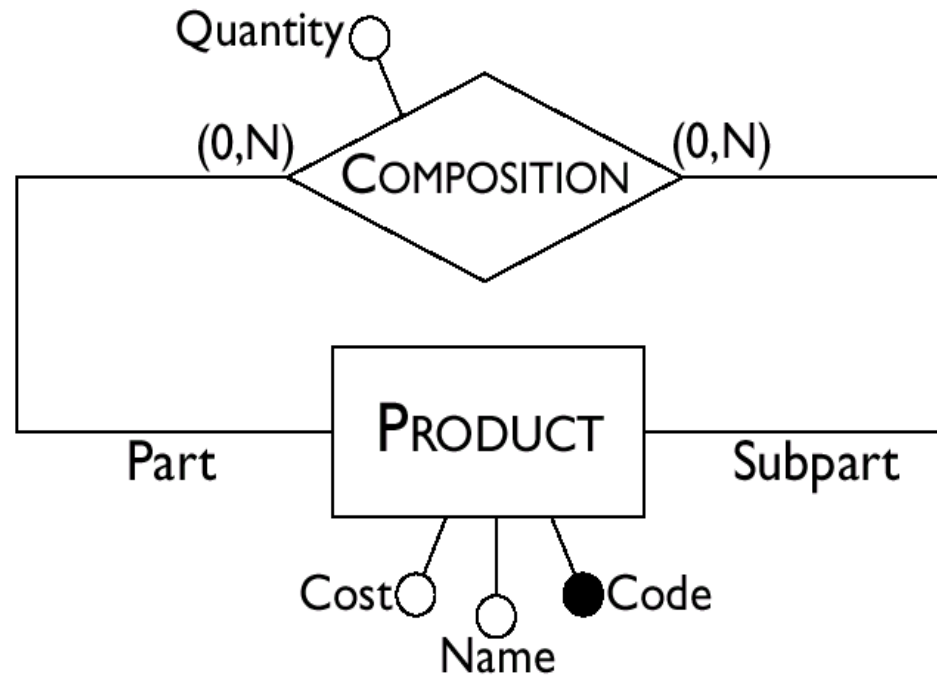 Quantity
(0,N)
(0,N)
COMPOSITION
PRODUCT
Part
Subpart
Cost
Code
Name